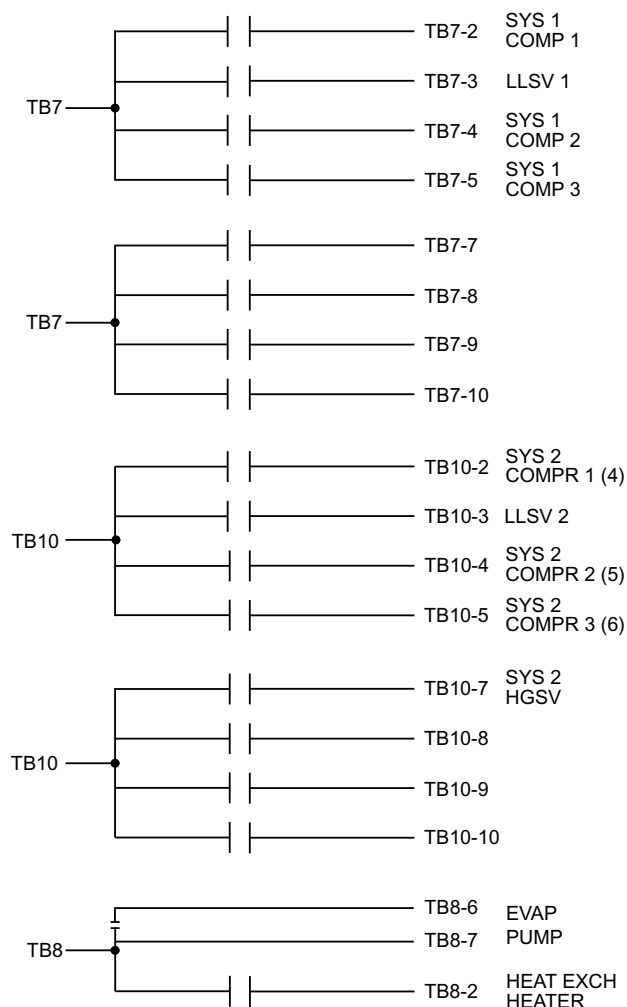 TB7
TB7-2 SYS 1
COMP 1
TB7-3 LLSV 1
TB7-4 SYS 1
COMP 2
TB7-5 SYS 1
COMP 3
TB7
TB7-7
TB7-8
TB7-9
TB7-10
TB10
TB10-2 SYS 2
COMPR 1 (4)
TB10-3 LLSV 2
TB10-4 SYS 2
COMPR 2 (5)
TB10-5 SYS 2
COMPR 3 (6)
TB10
TB10-7 SYS 2
HGSV
TB10-8
TB10-9
TB10-10
TB8
TB8-6 EVAP
TB8-7 PUMP
TB8-2 HEAT EXCH
HEATER